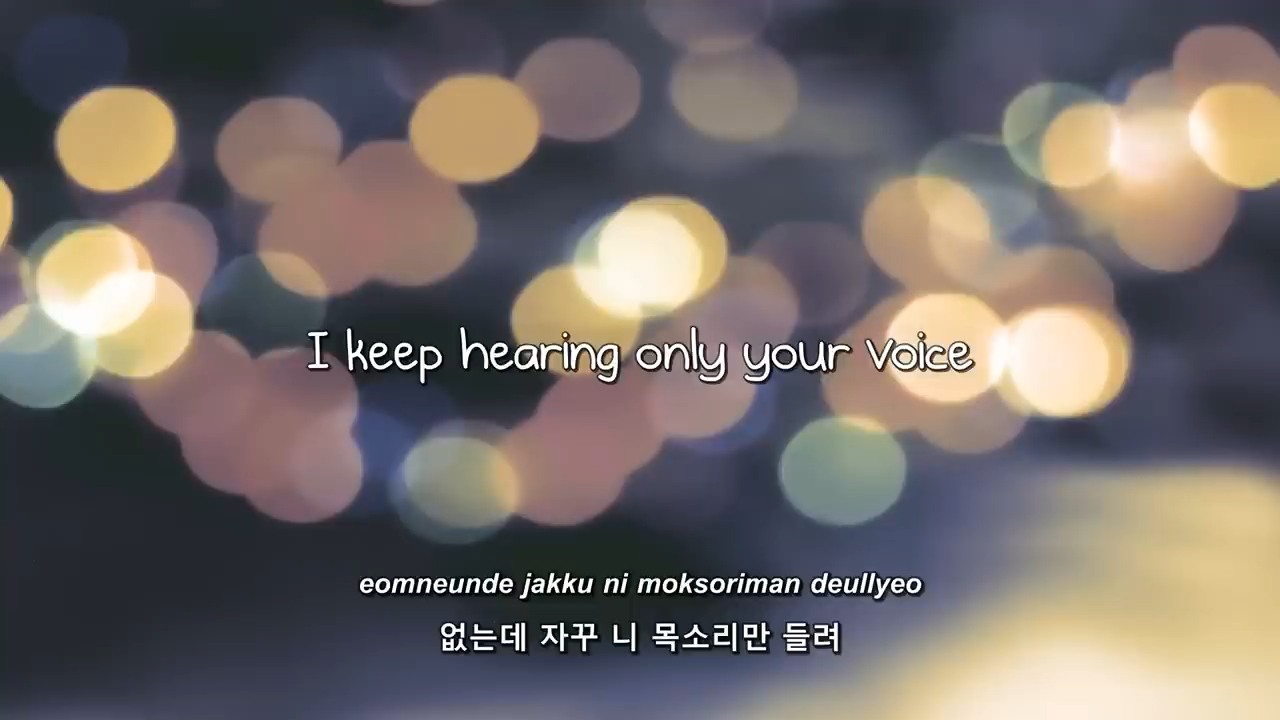 I keep hearing only your voice
eomneunde jakku ni moksoriman deullyeo
없는데 자꾸 니 목소리만 들려